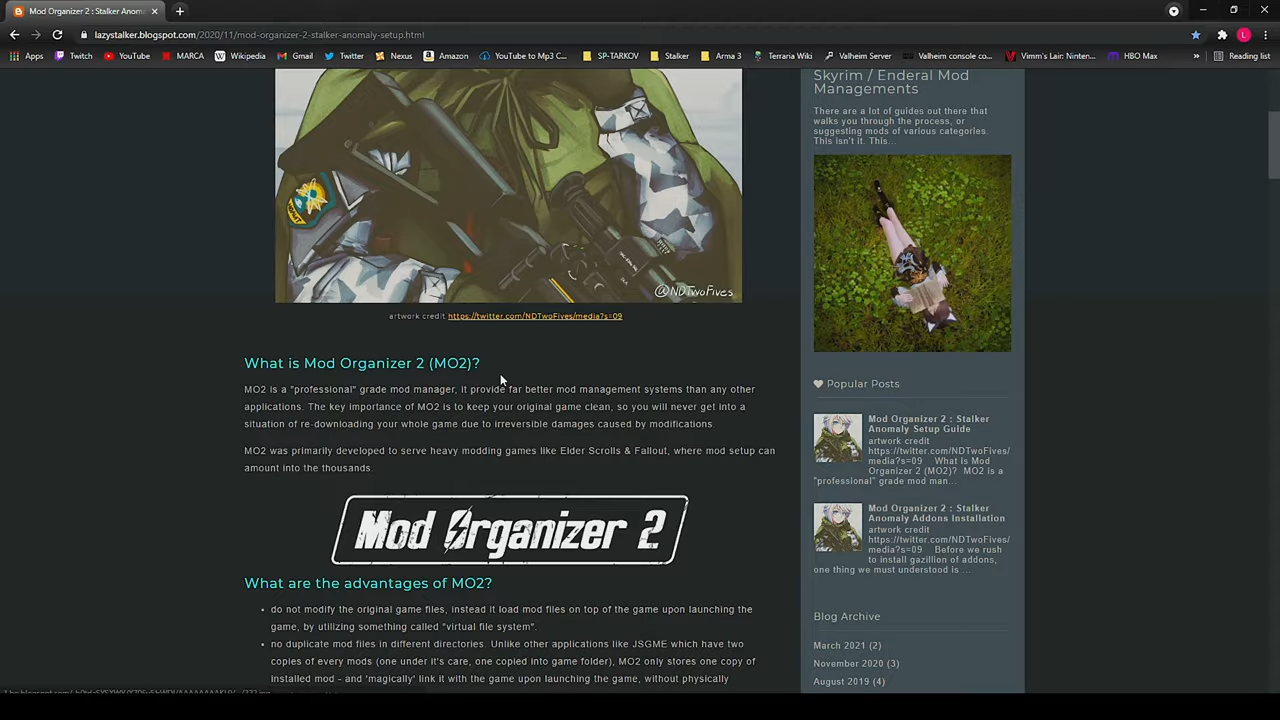 Mod Organizer 2 : Stalker Anom
lazystalker.blogspot.com/2020/11/mod-organizer-2-stalker-anomaly-setup.html
Apps Twitch YouTube MARCA Wikipedia Gmail Twitter Nexus Amazon YouTube to Mp3 C... SP-TARKOV Stalker Arma 3 Terraria Wiki Valheim Server Valheim console co... Vimm's Lair: Ninten... HBO Max » Reading list
@NDTwoFives
artwork credit https://twitter.com/NDTwoFives/media?s=09
What is Mod Organizer 2 (MO2)?
MO2 is a "professional" grade mod manager, it provide far better mod management systems than any other
applications. The key importance of MO2 is to keep your original game clean, so you will never get into a
situation of re-downloading your whole game due to irreversible damages caused by modifications.
MO2 was primarily developed to serve heavy modding games like Elder Scrolls & Fallout, where mod setup can
amount into the thousands.
Mod Organizer 2
What are the advantages of MO2?
• do not modify the original game files, instead it load mod files on top of the game upon launching the
game, by utilizing something called "virtual file system".
• no duplicate mod files in different directories. Unlike other applications like JSGME which have two
copies of every mods (one under it's care, one copied into game folder), MO2 only stores one copy of
installed mod - and 'magically' link it with the game upon launching the game, without physically
Skyrim / Enderal Mod
Managements
There are a lot of guides out there that
walks you through the process, or
suggesting mods of various categories.
This isn't it. This...
Popular Posts
Mod Organizer 2 : Stalker
Anomaly Setup Guide
artwork credit
https://twitter.com/NDTwoFives/
media?s=09 What is Mod
Organizer 2 (MO2)? MO2 is a
"professional" grade mod man...
Mod Organizer 2 : Stalker
Anomaly Addons Installation
artwork credit
https://twitter.com/NDTwoFives/
media?s=09 Before we rush
to install gazillion of addons,
one thing we must understood is ...
Blog Archive
March 2021 (2)
November 2020 (3)
August 2019 (4)